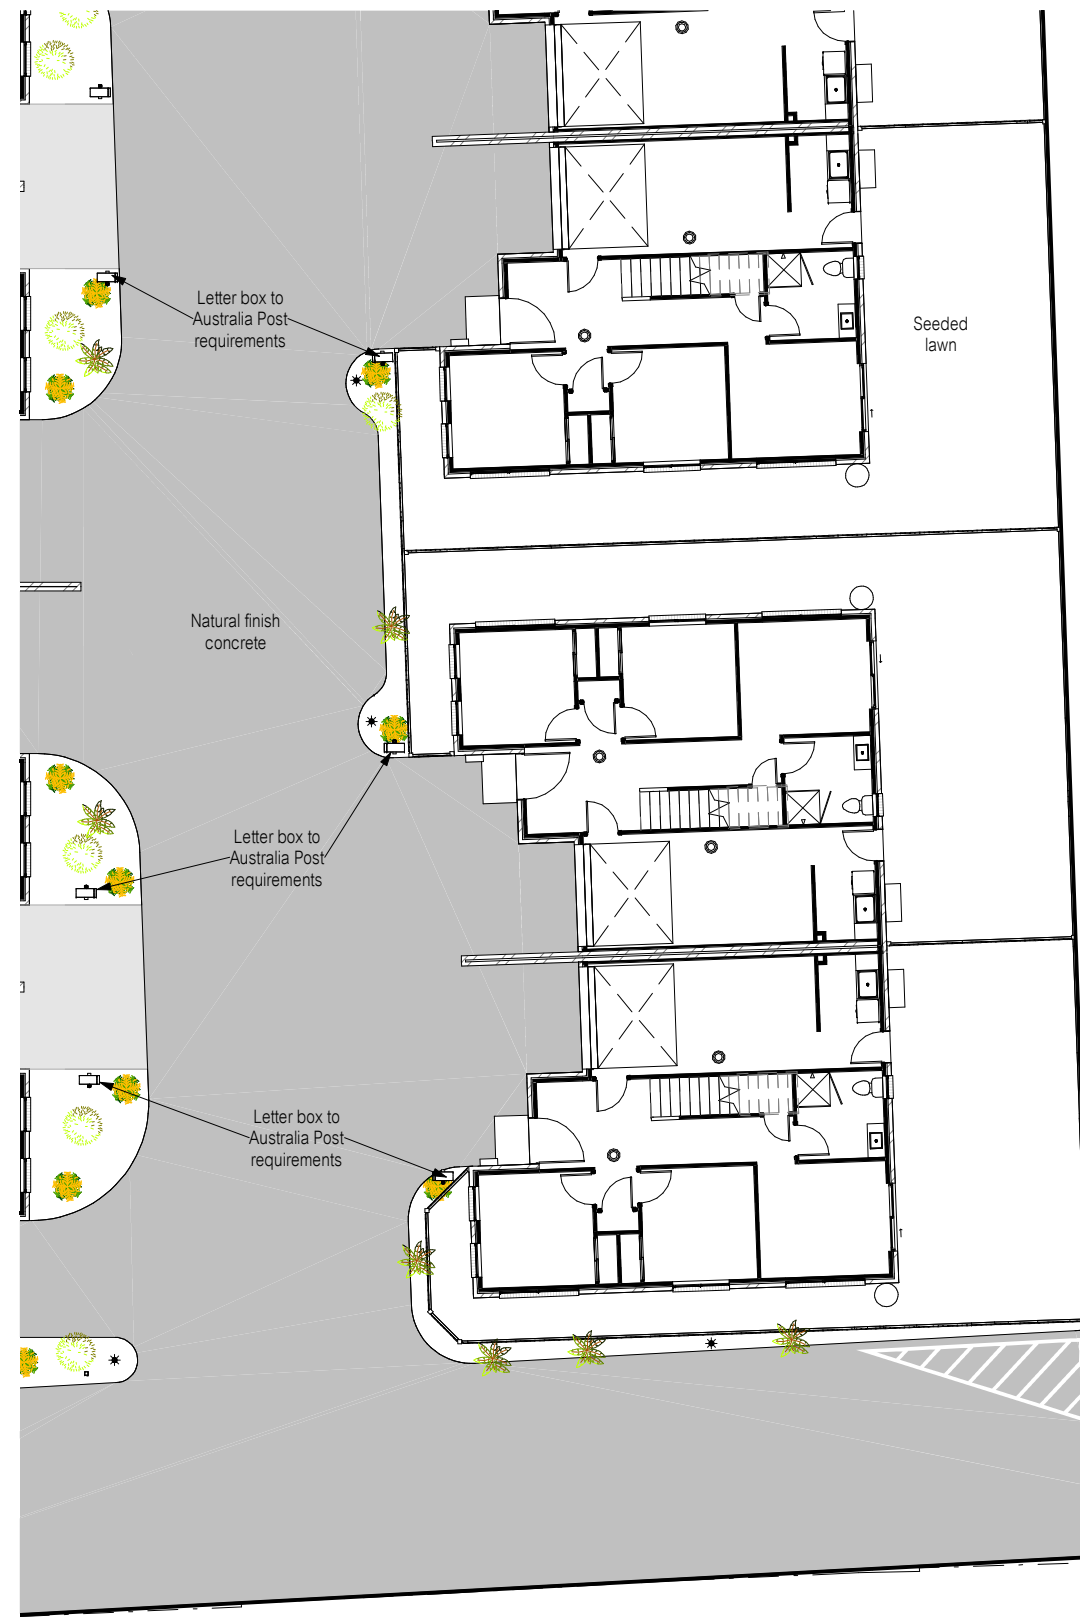 Letter box to
Australia Post
requirements
Seeded
lawn
Natural finish
concrete
Letter box to
Australia Post
requirements
Letter box to
Australia Post
requirements